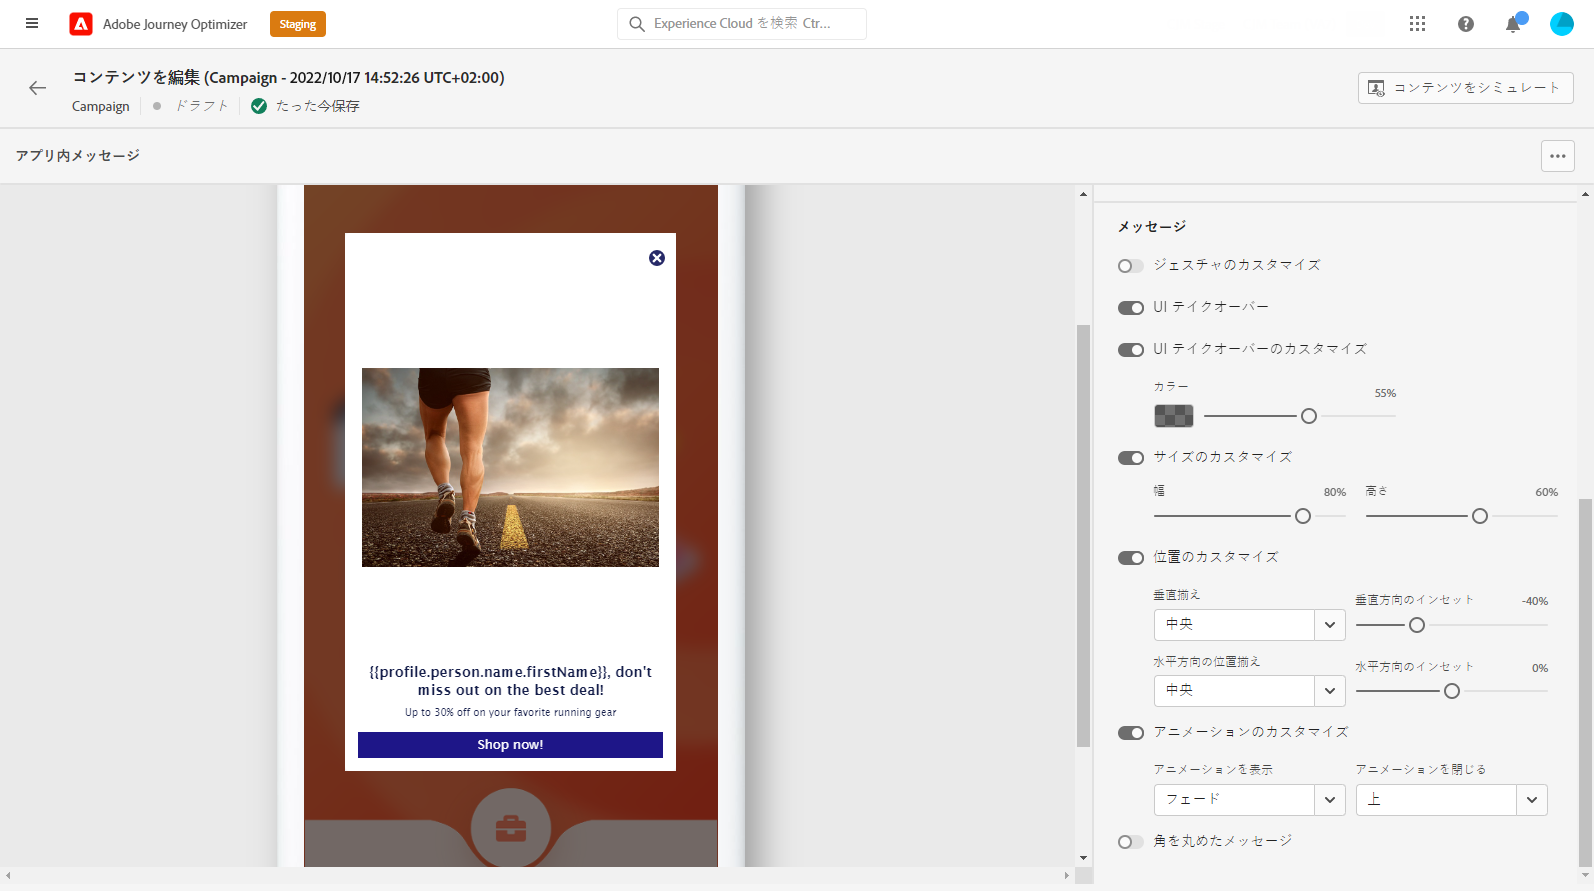 Adobe Journey Optimizer
Staging
Experience Cloud を検索 Ctr...
コンテンツを編集 (Campaign - 2022/10/17 14:52:26 UTC+02:00)
Campaign
ドラフト
たった今保存
コンテンツをシミュレート
アプリ内メッセージ
{{profile.person.name.firstName}}, don't
miss out on the best deal!
Up to 30% off on your favorite running gear
Shop now!
メッセージ
ジェスチャのカスタマイズ
UI テイクオーバー
UI テイクオーバーのカスタマイズ
カラー
55%
サイズのカスタマイズ
幅
80%
高さ
60%
位置のカスタマイズ
垂直揃え
垂直方向のインセット
-40%
中央
水平方向の位置揃え
水平方向のインセット
0%
中央
アニメーションのカスタマイズ
アニメーションを表示
アニメーションを閉じる
フェード
上
角を丸めたメッセージ